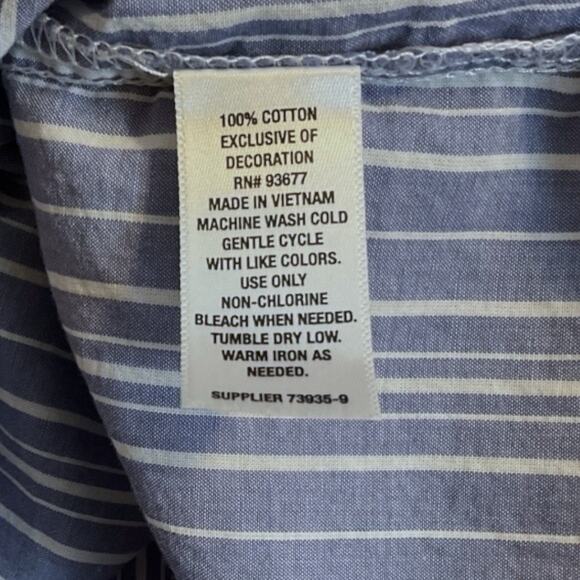 100% COTTON
EXCLUSIVE OF
DECORATION
RN# 93677
MADE IN VIETNAM
MACHINE WASH COLD
GENTLE CYCLE
WITH LIKE COLORS.
USE ONLY
NON-CHLORINE
BLEACH WHEN NEEDED.
TUMBLE DRY LOW.
WARM IRON AS
NEEDED.
SUPPLIER 73935-9